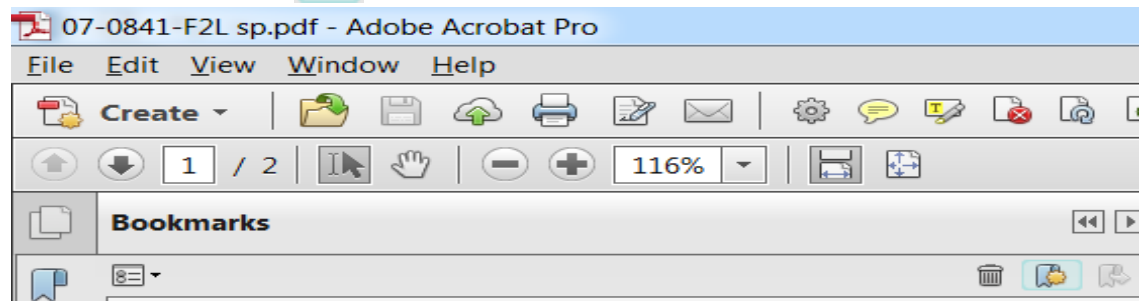 07-0841-F2L sp.pdf - Adobe Acrobat Pro
File Edit View Window Help
Create
1 / 2 116%
Bookmarks